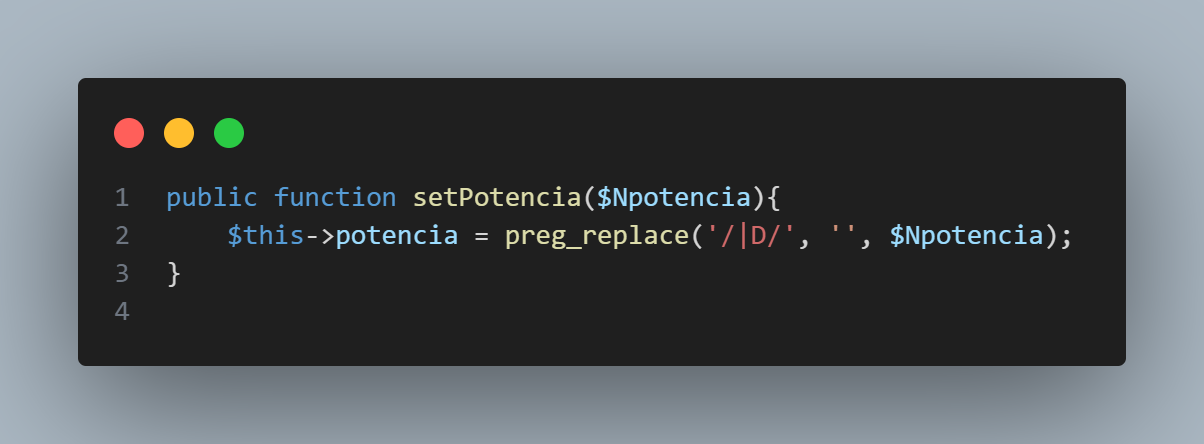 1 public function setPotencia($Npotencia){
2     $this->potencia = preg_replace('/|D/', '', $Npotencia);
3 }
4